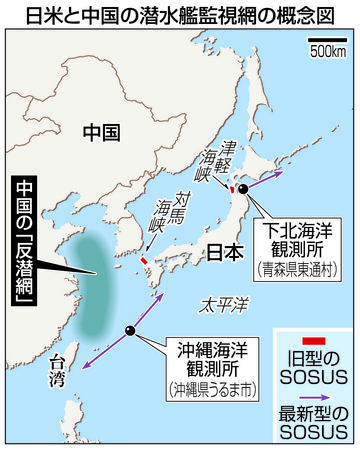 日米と中国の潜水艦監視網の概念図
500km
中国
津軽
海峡
対馬
海峡
日本
中国の「反潜網」
下北海洋
観測所
(青森県東通村)
太平洋
台湾
沖縄海洋
観測所
(沖縄県うるま市)
旧型の
SOSUS
最新型の
SOSUS